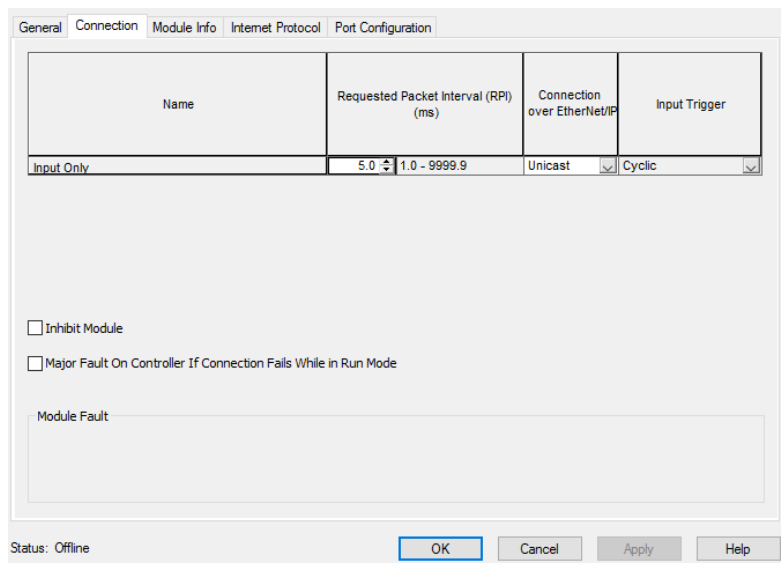 General Connection Module Info Internet Protocol Port Configuration
Name
Requested Packet Interval (RPI)
(ms)
Connection
over EtherNet/IP
Input Trigger
Input Only 5.0 1.0 - 9999.9 Unicast Cyclic
Inhibit Module
Major Fault On Controller If Connection Fails While in Run Mode
Module Fault
Status: Offline OK Cancel Apply Help